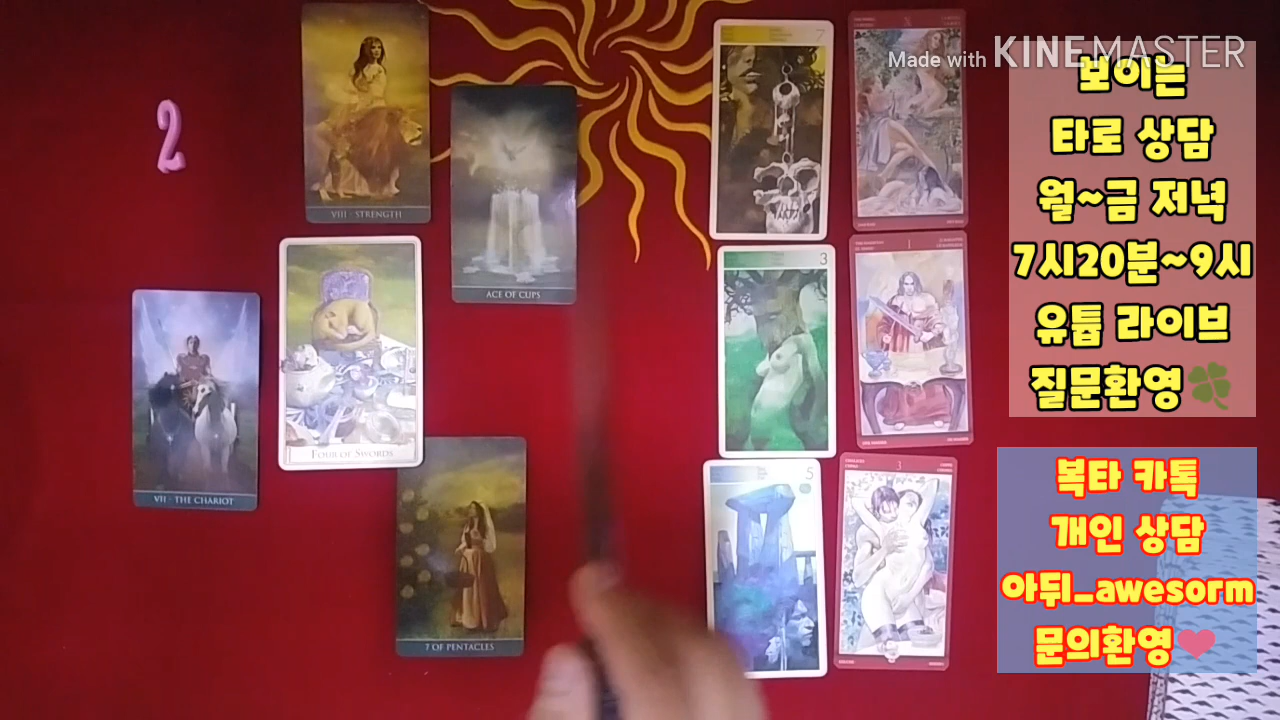 Made with KINEMASTER
보이는
타로 상담
월~금 저녁
7시20분~9시
유튭 라이브
질문환영
복타 카톡
개인 상담
아뒤_awesorm
문의환영
2
VIII · STRENGTH
ACE OF CUPS
FOUR OF SWORDS
VII · THE CHARIOT
7 OF PENTACLES
7
X
3
I
5
3